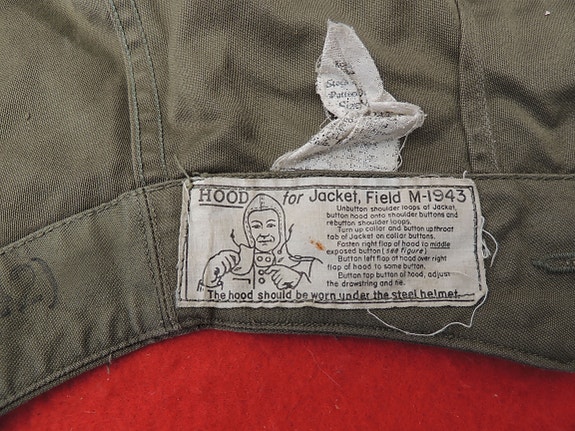 Stock
Pattern
Size
HOOD for Jacket, Field M-1943
Unbutton shoulder loops of Jacket,
button hood onto shoulder buttons and
rebutton shoulder loops.
Turn up collar and button upthroat
tab of Jacket on collar buttons.
Fasten right flap of hood to middle
exposed button (see figure)
Button left flap of hood over right
flap of hood to same button.
Button top button of hood, adjust
the drawstring and tie.
The hood should be worn under the steel helmet.